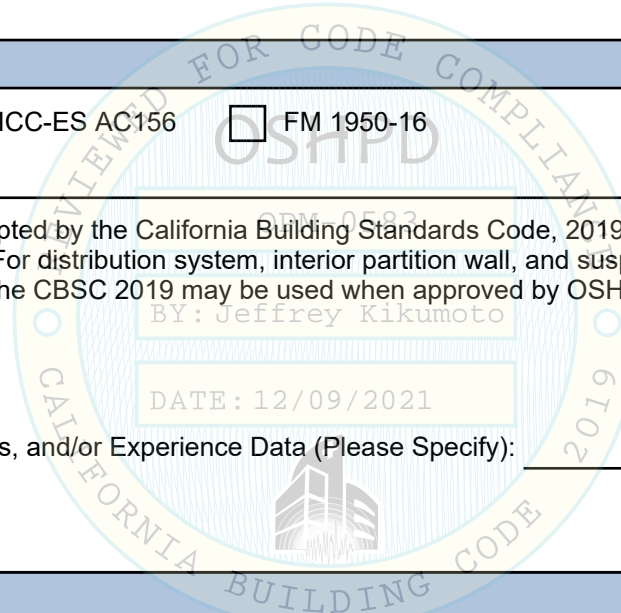 REVIEWED FOR CODE COMPLIANCE
ICC-ES AC156 FM 1950-16
OSHPD
OPM-0583
pted by the California Building Standards Code, 2019
For distribution system, interior partition wall, and susp
he CBSC 2019 may be used when approved by OSH
BY: Jeffrey Kikumoto
DATE: 12/09/2021
s, and/or Experience Data (Please Specify):
CALIFORNIA BUILDING CODE 2019